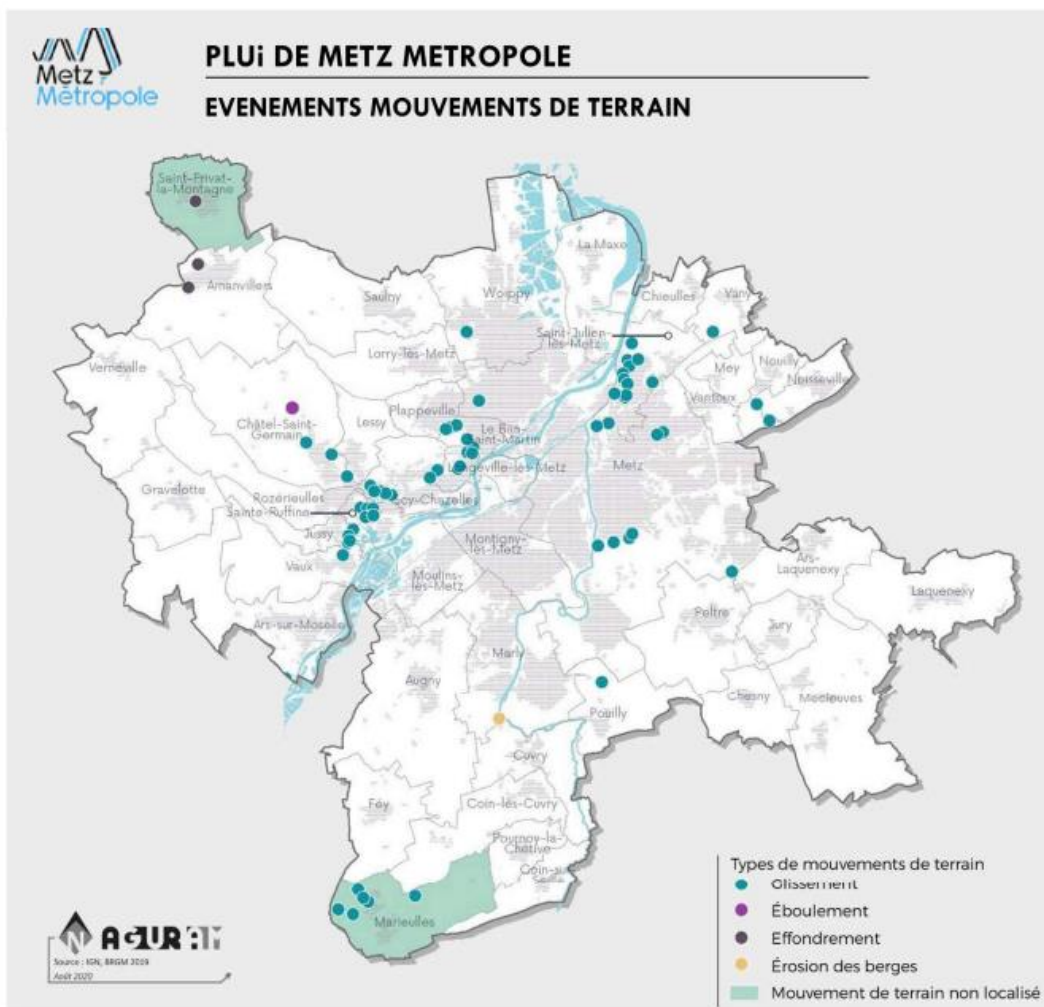 Metz
Métropole
PLUi DE METZ METROPOLE
EVENEMENTS MOUVEMENTS DE TERRAIN
Saint-Privat-
la-Montagne
Amanvillers
La Maxe
Saulny
Woippy
Chieulles
Vany
Saint-Julien-
lès-Metz
Lorry-lès-Metz
Vernéville
Mey
Nouilly
Noisseville
Vantoux
Plappeville
Châtel-Saint-
Germain
Lessy
Le Ban-
Saint-Martin
Longeville-lès-Metz
Metz
Gravelotte
Rozérieulles
Scy-Chazelles
Sainte-Ruffine
Jussy
Montigny-
lès-Metz
Vaux
Moulins-
lès-Metz
Ars-
Laquenexy
Laquenexy
Peltre
Ars-sur-Moselle
Jury
Marly
Augny
Chesny
Mécleuves
Pouilly
Cuvry
Féy
Coin-lès-Cuvry
Pournoy-la-
Chétive
Coin-s
Marieulles
Types de mouvements de terrain
Glissement
Éboulement
Effondrement
Érosion des berges
Mouvement de terrain non localisé
N AGURAM
Source : IGN, BRGM 2019
Août 2020